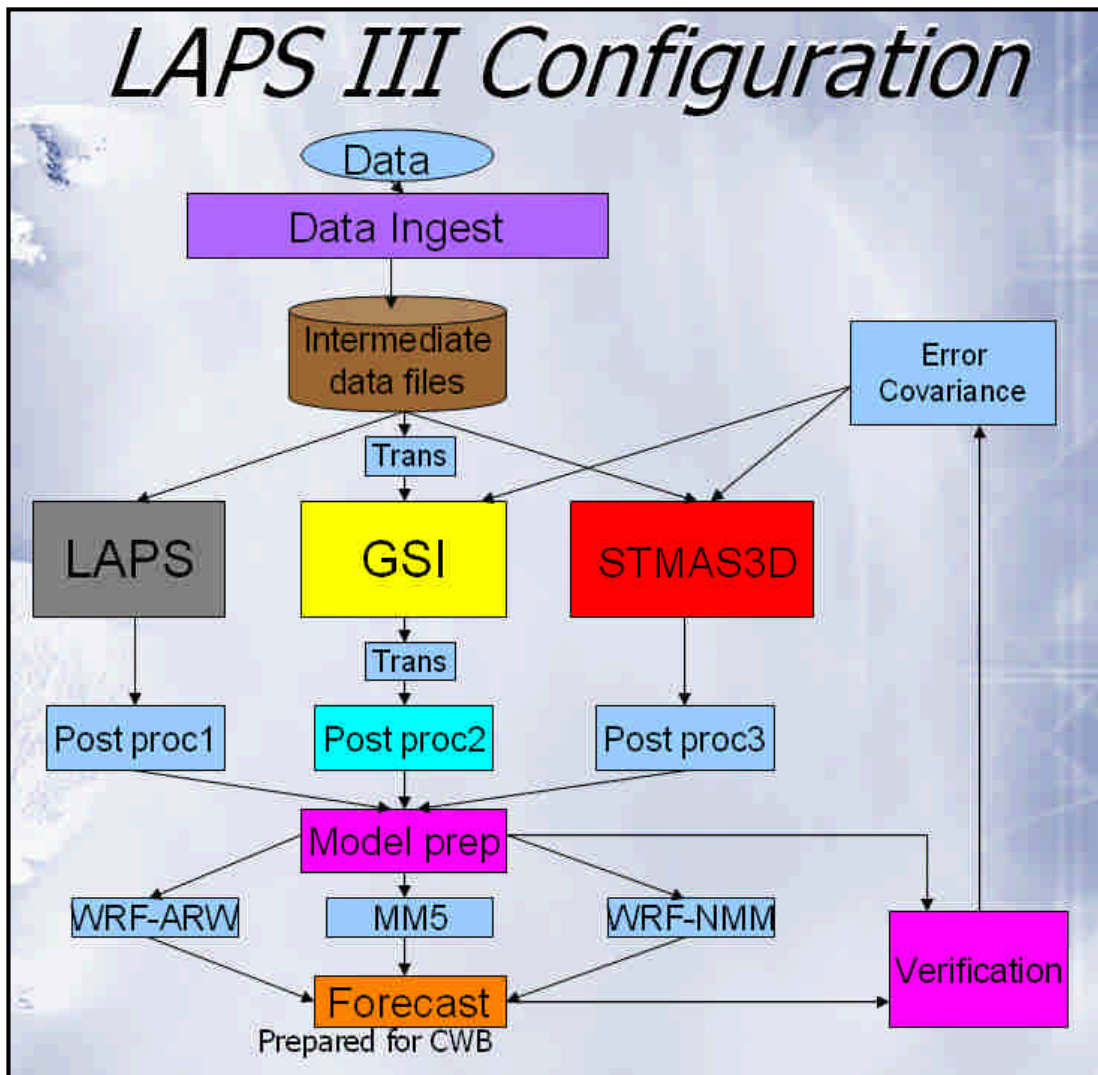 LAPS III Configuration
Data
Data Ingest
Intermediate
data files
Error
Covariance
Trans
LAPS
GSI
STMAS3D
Trans
Post proc1
Post proc2
Post proc3
Model prep
WRF-ARW
MM5
WRF-NMM
Verification
Forecast
Prepared for CWB